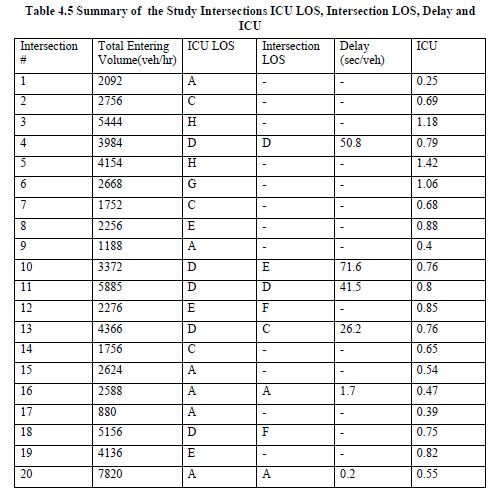 Table 4.5 Summary of the Study Intersections ICU LOS, Intersection LOS, Delay and
ICU
Intersection # Total Entering Volume(veh/hr) ICU LOS Intersection LOS Delay (sec/veh) ICU
1 2092 A - - 0.25
2 2756 C - - 0.69
3 5444 H - - 1.18
4 3984 D D 50.8 0.79
5 4154 H - - 1.42
6 2668 G - - 1.06
7 1752 C - - 0.68
8 2256 E - - 0.88
9 1188 A - - 0.4
10 3372 D E 71.6 0.76
11 5885 D D 41.5 0.8
12 2276 E F - 0.85
13 4366 D C 26.2 0.76
14 1756 C - - 0.65
15 2624 A - - 0.54
16 2588 A A 1.7 0.47
17 880 A - - 0.39
18 5156 D F - 0.75
19 4136 E - - 0.82
20 7820 A A 0.2 0.55